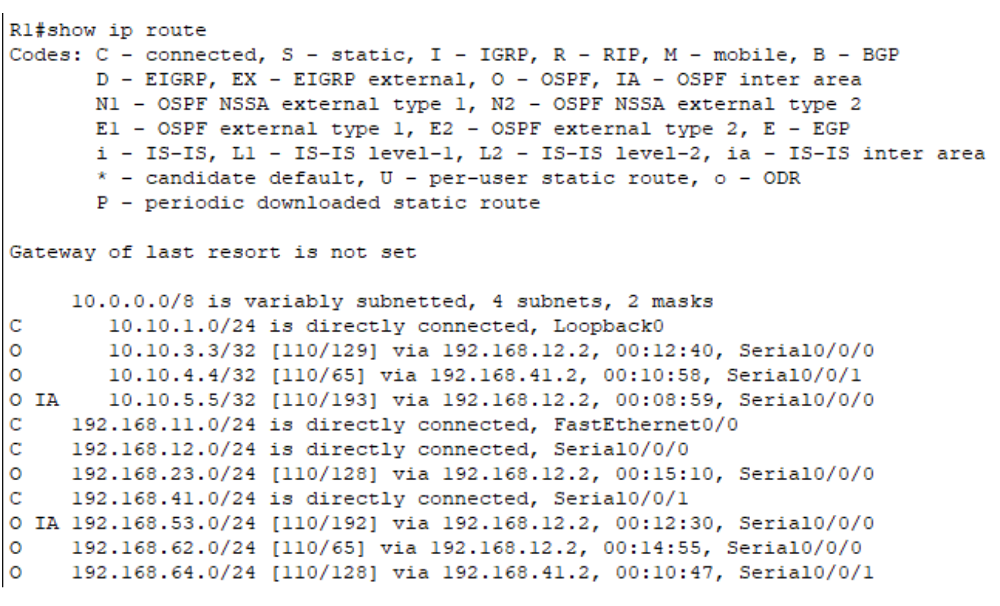 R1#show ip route
Codes: C - connected, S - static, I - IGRP, R - RIP, M - mobile, B - BGP
       D - EIGRP, EX - EIGRP external, O - OSPF, IA - OSPF inter area
       N1 - OSPF NSSA external type 1, N2 - OSPF NSSA external type 2
       E1 - OSPF external type 1, E2 - OSPF external type 2, E - EGP
       i - IS-IS, L1 - IS-IS level-1, L2 - IS-IS level-2, ia - IS-IS inter area
       * - candidate default, U - per-user static route, o - ODR
       P - periodic downloaded static route

Gateway of last resort is not set

     10.0.0.0/8 is variably subnetted, 4 subnets, 2 masks
C       10.10.1.0/24 is directly connected, Loopback0
O       10.10.3.3/32 [110/129] via 192.168.12.2, 00:12:40, Serial0/0/0
O       10.10.4.4/32 [110/65] via 192.168.41.2, 00:10:58, Serial0/0/1
O IA    10.10.5.5/32 [110/193] via 192.168.12.2, 00:08:59, Serial0/0/0
C    192.168.11.0/24 is directly connected, FastEthernet0/0
C    192.168.12.0/24 is directly connected, Serial0/0/0
O    192.168.23.0/24 [110/128] via 192.168.12.2, 00:15:10, Serial0/0/0
C    192.168.41.0/24 is directly connected, Serial0/0/1
O IA 192.168.53.0/24 [110/192] via 192.168.12.2, 00:12:30, Serial0/0/0
O    192.168.62.0/24 [110/65] via 192.168.12.2, 00:14:55, Serial0/0/0
O    192.168.64.0/24 [110/128] via 192.168.41.2, 00:10:47, Serial0/0/1